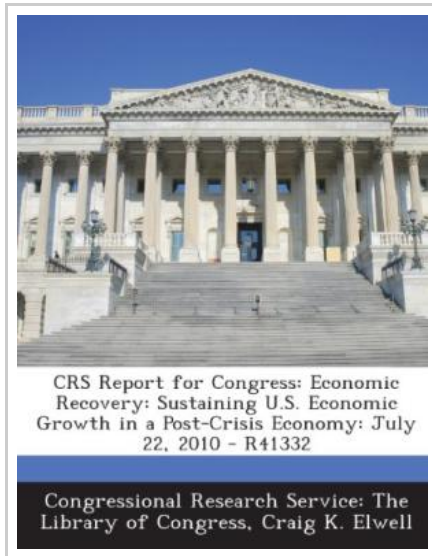 CRS Report for Congress: Economic
Recovery: Sustaining U.S. Economic
Growth in a Post-Crisis Economy: July
22, 2010 - R41332
Congressional Research Service: The
Library of Congress, Craig K. Elwell